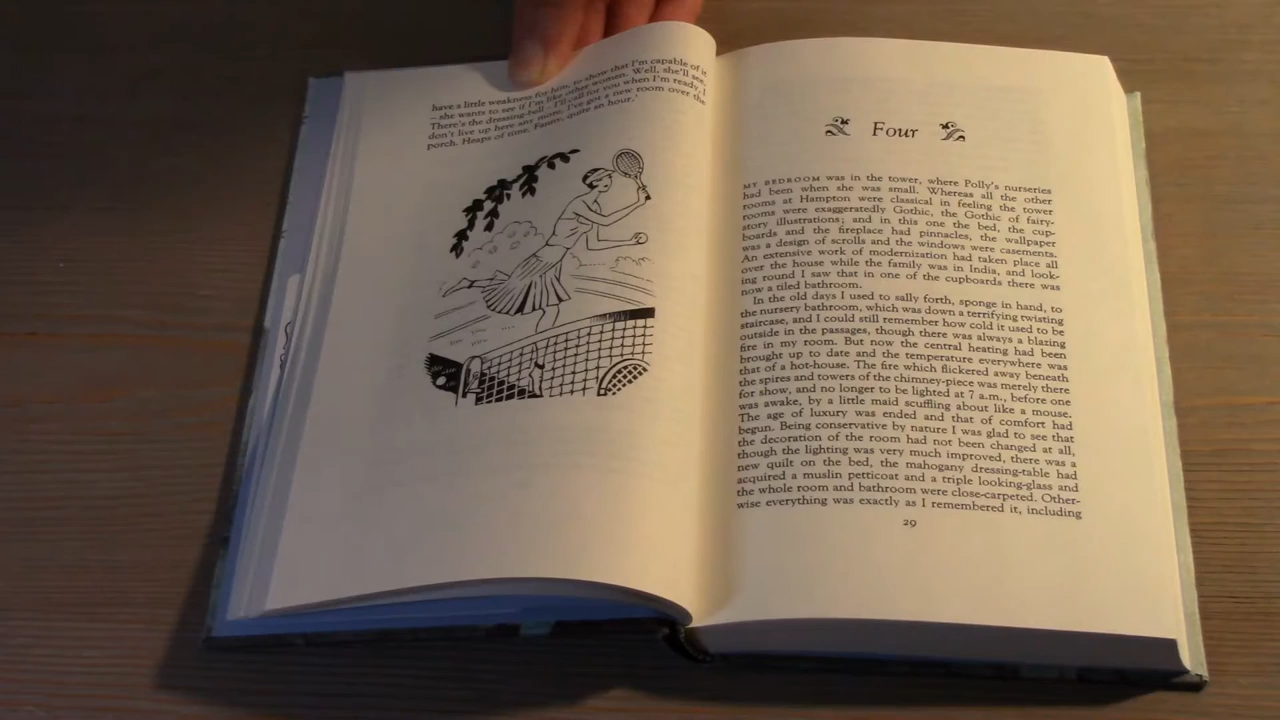 have a little weakness for him, to show that I'm capable of it
– she wants to see if I'm like other women. Well, she'll see.
There's the dressing-bell – I'll call for you when I'm ready, I
don't live up here any more, I've got a new room over the
porch. Heaps of time, Fanny, quite an hour.'
Four
MY BEDROOM was in the tower, where Polly's nurseries
had been when she was small. Whereas all the other
rooms at Hampton were classical in feeling the tower
rooms were exaggeratedly Gothic, the Gothic of fairy-
story illustrations; and in this one the bed, the cup-
boards and the fireplace had pinnacles, the wallpaper
was a design of scrolls and the windows were casements.
An extensive work of modernization had taken place all
over the house while the family was in India, and look-
ing round I saw that in one of the cupboards there was
now a tiled bathroom.
In the old days I used to sally forth, sponge in hand, to
the nursery bathroom, which was down a terrifying twisting
staircase, and I could still remember how cold it used to be
outside in the passages, though there was always a blazing
fire in my room. But now the central heating had been
brought up to date and the temperature everywhere was
that of a hot-house. The fire which flickered away beneath
the spires and towers of the chimney-piece was merely there
for show, and no longer to be lighted at 7 a.m., before one
was awake, by a little maid scuffling about like a mouse.
The age of luxury was ended and that of comfort had
begun. Being conservative by nature I was glad to see that
the decoration of the room had not been changed at all,
though the lighting was very much improved, there was a
new quilt on the bed, the mahogany dressing-table had
acquired a muslin petticoat and a triple looking-glass and
the whole room and bathroom were close-carpeted. Other-
wise everything was exactly as I remembered it, including
29